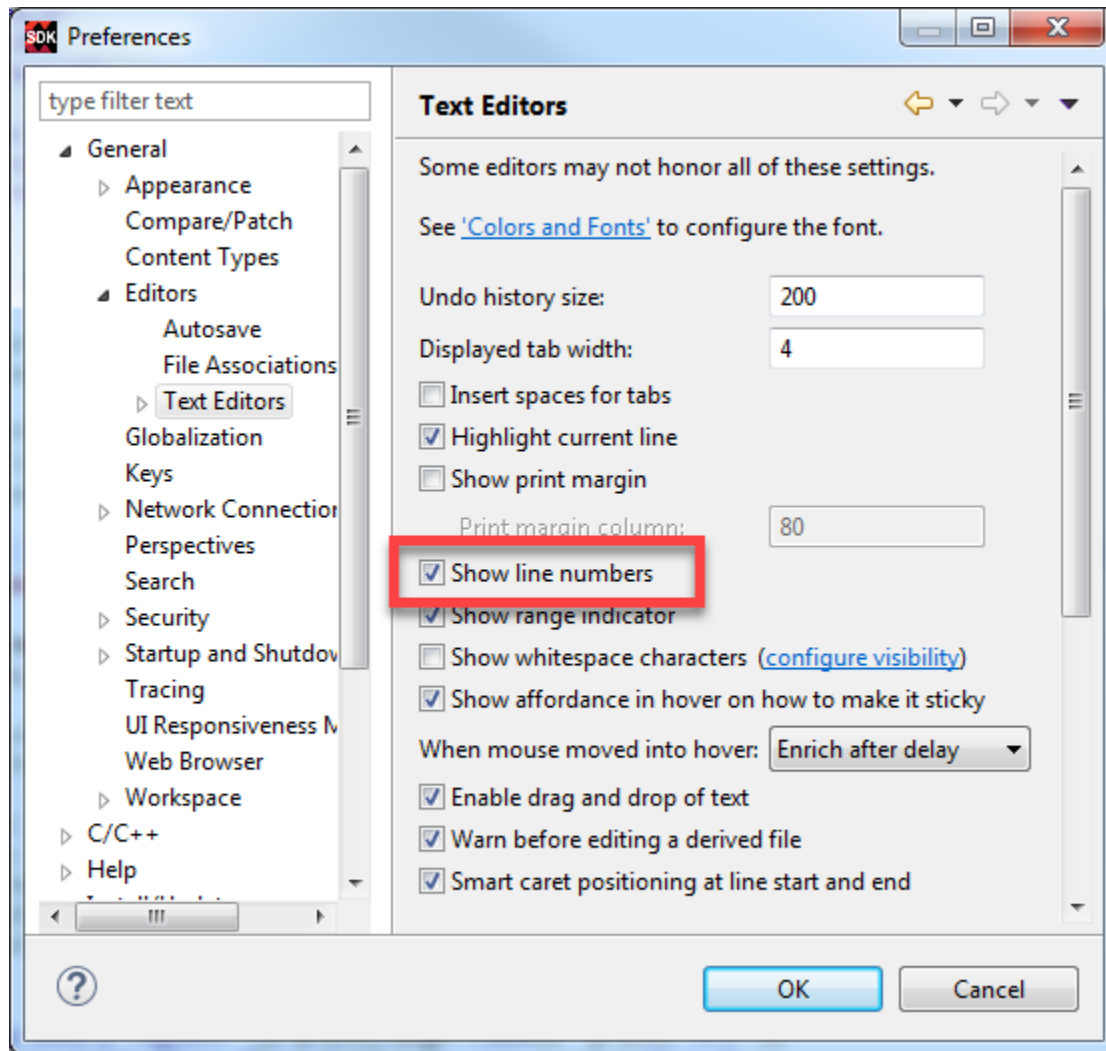 SDK Preferences
type filter text
General
Appearance
Compare/Patch
Content Types
Editors
Autosave
File Associations
Text Editors
Globalization
Keys
Network Connection
Perspectives
Search
Security
Startup and Shutdov
Tracing
UI Responsiveness M
Web Browser
Workspace
C/C++
Help
Text Editors
Some editors may not honor all of these settings.
See 'Colors and Fonts' to configure the font.
Undo history size: 200
Displayed tab width: 4
Insert spaces for tabs
Highlight current line
Show print margin
Print margin column: 80
Show line numbers
Show range indicator
Show whitespace characters (configure visibility)
Show affordance in hover on how to make it sticky
When mouse moved into hover: Enrich after delay
Enable drag and drop of text
Warn before editing a derived file
Smart caret positioning at line start and end
OK Cancel